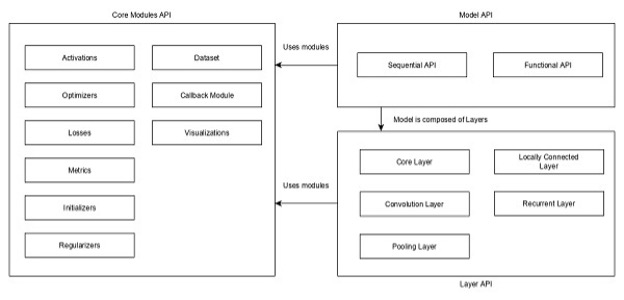 Core Modules API
Model API
Activations
Dataset
Optimizers
Callback Module
Losses
Visualizations
Metrics
Initializers
Regularizers
Uses modules
Sequential API
Functional API
Model is composed of Layers
Uses modules
Core Layer
Locally Connected
Layer
Convolution Layer
Recurrent Layer
Pooling Layer
Layer API